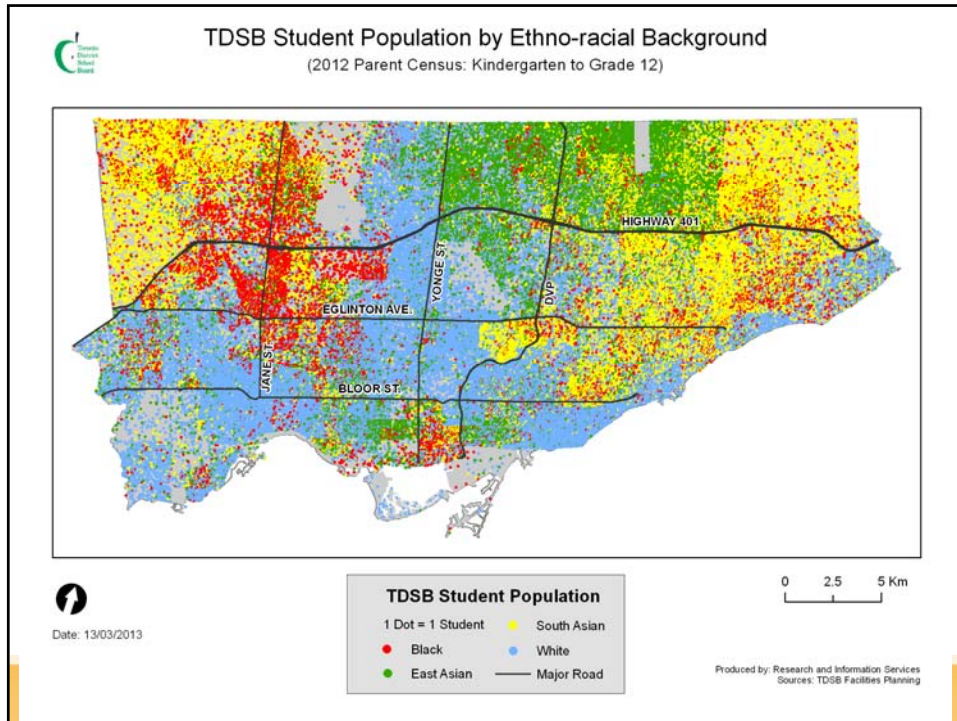 Toronto
District
School
Board
TDSB Student Population by Ethno-racial Background
(2012 Parent Census: Kindergarten to Grade 12)
HIGHWAY 401
YONGE ST.
DVP
EGLINTON AVE.
JANE ST.
BLOOR ST.
Date: 13/03/2013
TDSB Student Population
1 Dot = 1 Student
South Asian
Black
White
East Asian
Major Road
0 2.5 5 Km
Produced by: Research and Information Services
Sources: TDSB Facilities Planning